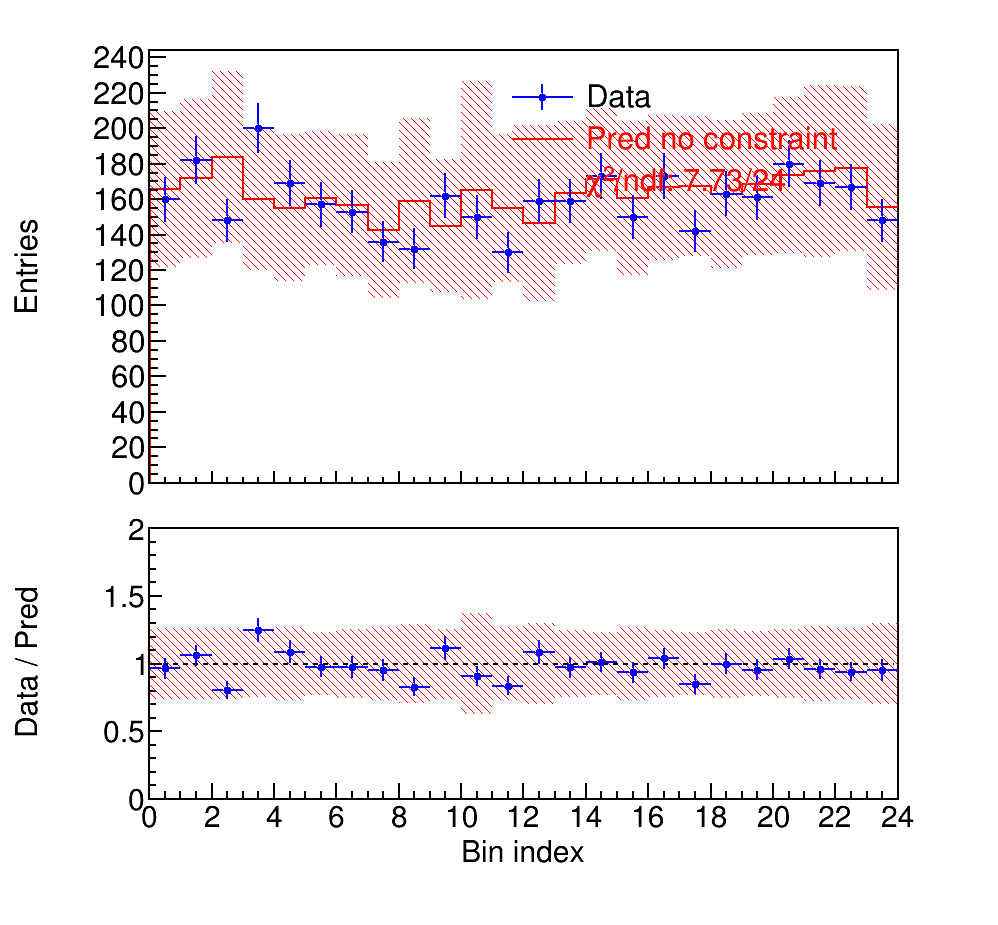 Entries
240
220
200
180
160
140
120
100
80
60
40
20
0
Data
Pred no constraint
χ²/ndf: 7.73/24
Data / Pred
2
1.5
1
0.5
0
0 2 4 6 8 10 12 14 16 18 20 22 24
Bin index